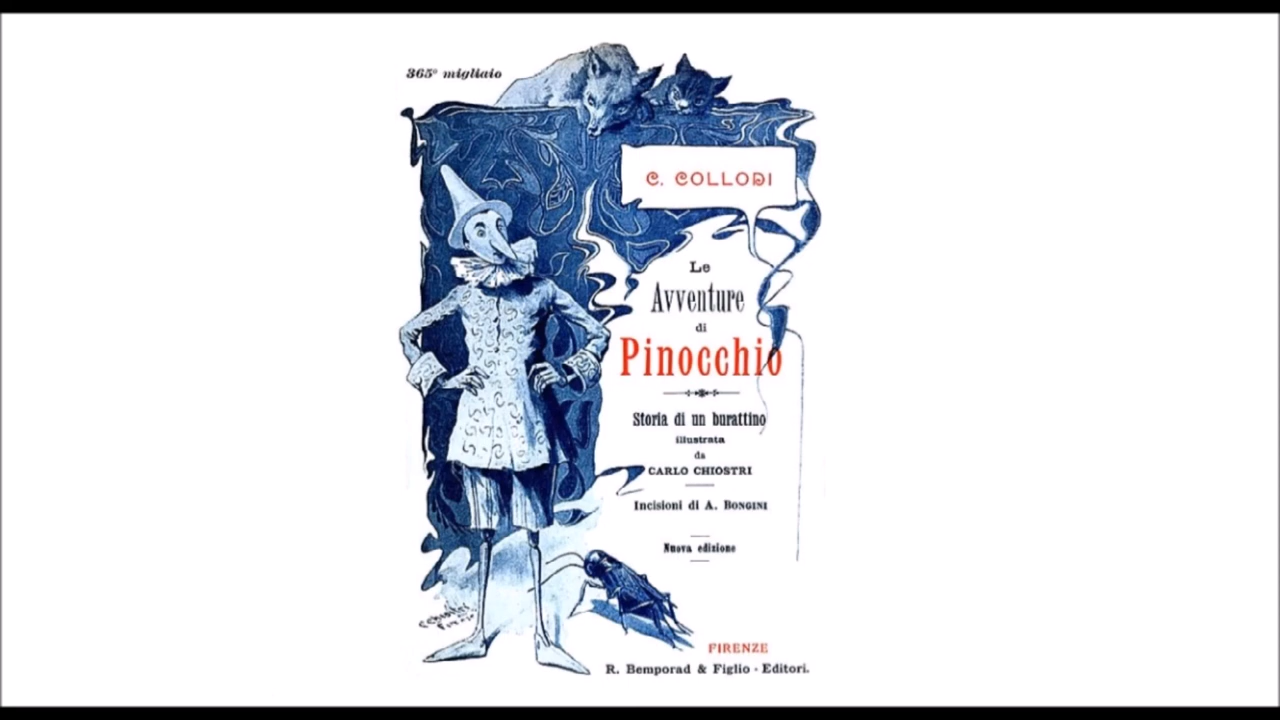 365º migliaio
C. COLLODI
Le
Avventure
di
Pinocchio
Storia di un burattino
illustrata
da
CARLO CHIOSTRI
Incisioni di A. BONGINI
Nuova edizione
FIRENZE
R. Bemporad & Figlio - Editori.